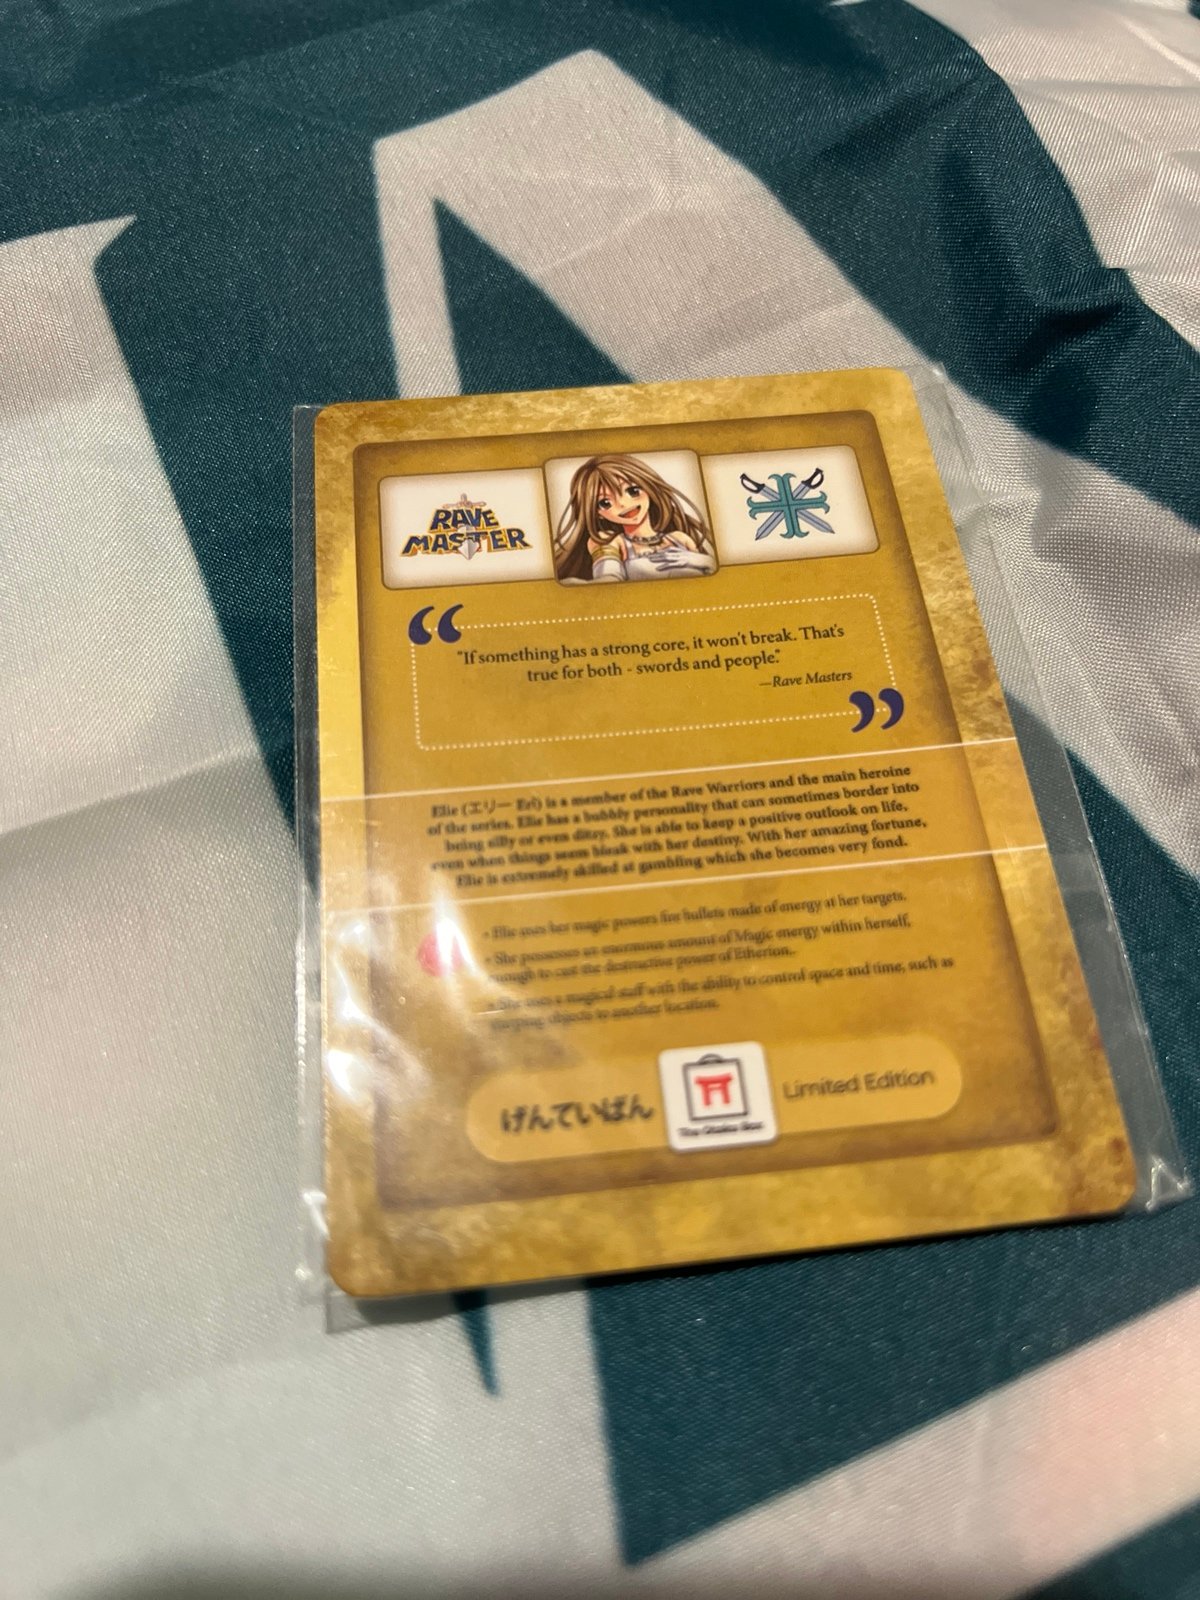 RAVE
MASTER
"If something has a strong core, it won't break. That's
true for both - swords and people."
—Rave Masters
Elie (エリー Erī) is a member of the Rave Warriors and the main heroine
of the series. Elie has a bubbly personality that can sometimes border into
being silly or even ditsy. She is able to keep a positive outlook on life,
even when things seem bleak with her destiny. With her amazing fortune,
Elie is extremely skilled at gambling which she becomes very fond.
• Elie uses her magic powers fire bullets made of energy at her targets.
• She possesses an enormous amount of Magic energy within herself,
enough to cast the destructive power of Etherion.
• She uses a magical staff with the ability to control space and time, such as
warping objects to another location.
げんていばん
The Otaku Box
Limited Edition